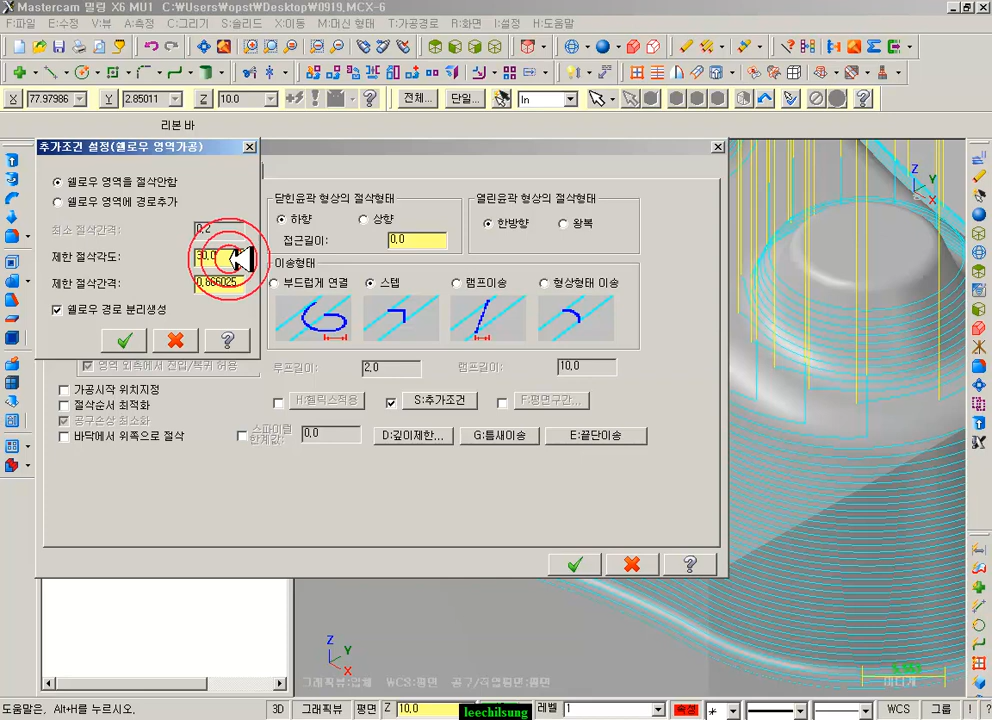 Mastercam 밀링 X6 MU1 C:\Users\opst\Desktop\0919.MCX-6
F:파일 E:수정 V:뷰 A:측정 C:그리기 U:솔리드 X:이동 M:머신 형태 T:가공경로 R:화면 I:설정 H:도움말
X 77.97986 Y 2.85011 Z 10.0 전체... 단일... In
리본 바
추가조건 설정(쉘로우 영역가공)
쉘로우 영역을 절삭안함
쉘로우 영역에 경로추가
최소 절삭간격: 0.2
제한 절삭각도: 30.0
제한 절삭간격: 0.866025
쉘로우 경로 분리생성
닫힌윤곽 형상의 절삭형태
하향 상향
접근길이: 0.0
열린윤곽 형상의 절삭형태
한방향 왕복
이송형태
부드럽게 연결 스텝 램프이송 형상형태 이송
영역 외측에서 진입/복귀 허용
루프길이: 2.0 램프길이: 10.0
가공시작 위치지정
절삭순서 최적화
공구손상 최소화
바닥에서 위쪽으로 절삭
H:헬릭스적용 S:추가조건 F:평면구간...
스파이럴 한계값: 0.0
D:깊이제한... G:틈새이송 E:끝단이송
Z Y X
Z Y X
그래픽뷰:입체 WCS:평면 공구/작업평면:평면
도움말은, Alt+H를 누르세요.
3D 그래픽뷰 평면 Z 10.0 레벨 1 속성 WCS 그룹
leechilsung